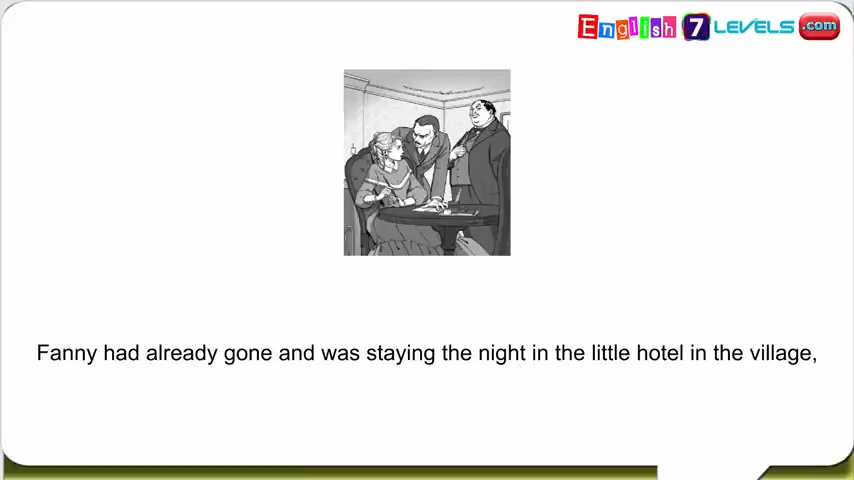 English 7 LEVELS .com
Fanny had already gone and was staying the night in the little hotel in the village,